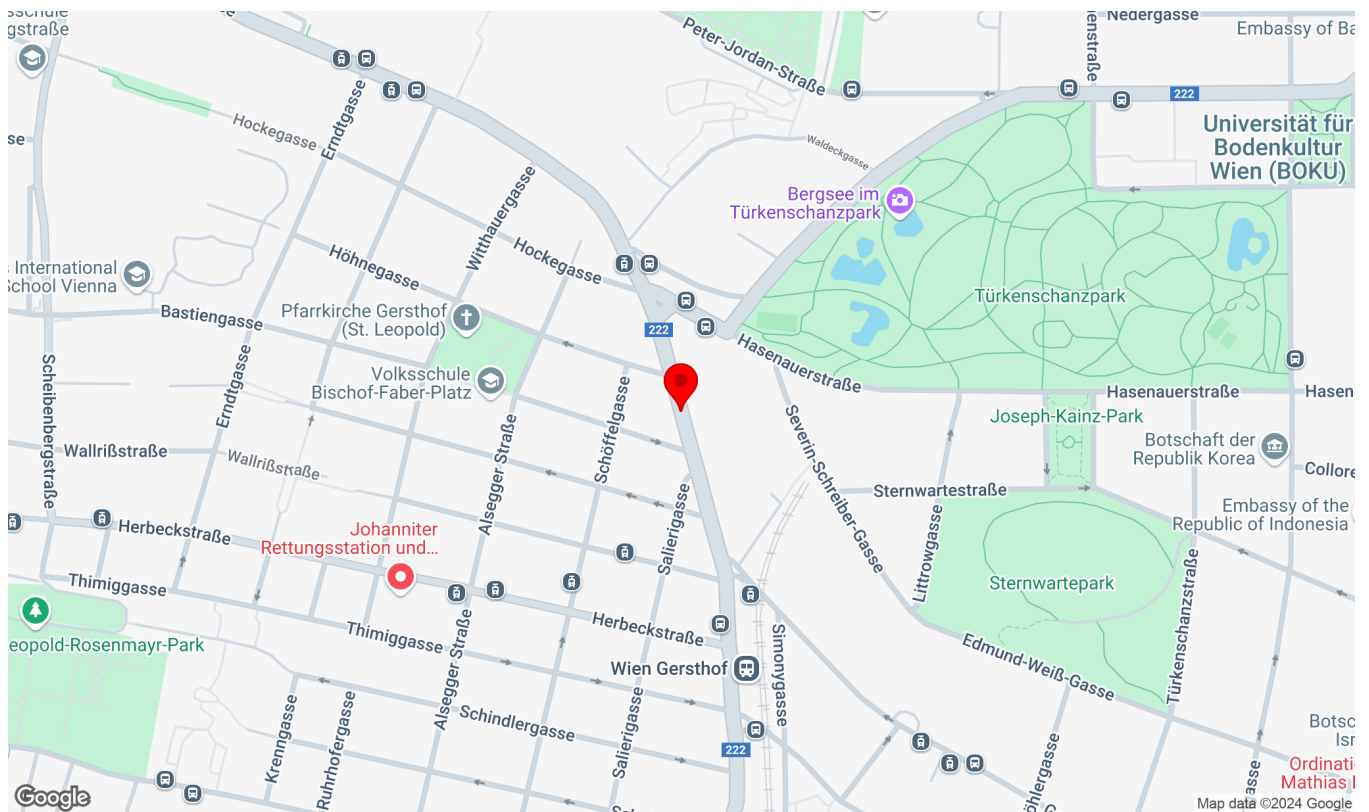 gstraße
Nedergasse
Embassy of Ba
Peter-Jordan-Straße
222
Universität für
Bodenkultur
Wien (BOKU)
Erndtgasse
Hockegasse
Waldeckgasse
Bergsee im
Türkenschanzpark
Witthauergasse
Hockegasse
Höhnegasse
s International
School Vienna
Bastiengasse
Pfarrkirche Gersthof
(St. Leopold)
Türkenschanzpark
222
Hasenauerstraße
Volksschule
Bischof-Faber-Platz
Scheibenbergstraße
Erndtgasse
Schöffelgasse
Hasenauerstraße
Hasen
Joseph-Kainz-Park
Botschaft der
Republik Korea
Collore
Wallrißstraße
Wallrißstraße
Alsegger Straße
Severin-Schreiber-Gasse
Sternwartestraße
Embassy of the
Republic of Indonesia
Herbeckstraße
Johanniter
Rettungsstation und...
Salierigasse
Littrowgasse
Sternwartepark
Türkenschanzstraße
Thimiggasse
eopold-Rosenmayr-Park
Thimiggasse
Herbeckstraße
Simonygasse
Edmund-Weiß-Gasse
Wien Gersthof
Alsegger Straße
Schindlergasse
Salierigasse
Krenngasse
Ruhrhofergasse
222
Botsc
Isr
Ordinati
Mathias
Google
Map data ©2024 Google